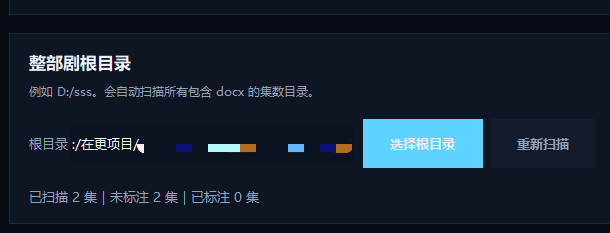 整部剧根目录
例如 D:/sss。会自动扫描所有包含 docx 的集数目录。
根目录 :/在更项目/ 选择根目录 重新扫描
已扫描 2 集 | 未标注 2 集 | 已标注 0 集